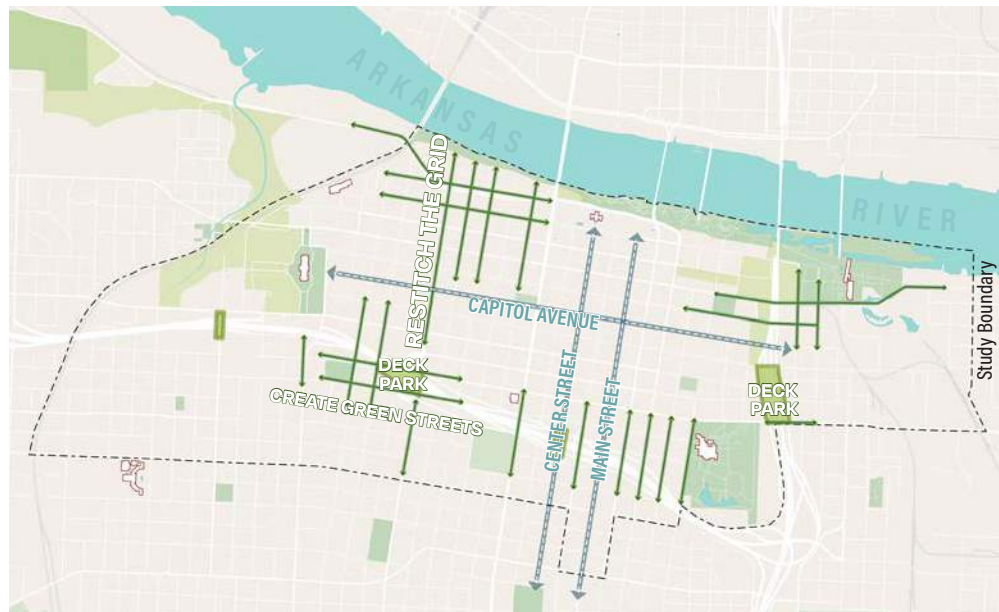 ARKANSAS
RIVER
RESTITCH THE GRID
CAPITOL AVENUE
Study Boundary
DECK
PARK
DECK
PARK
CREATE GREEN STREETS
CENTER STREET
MAIN STREET